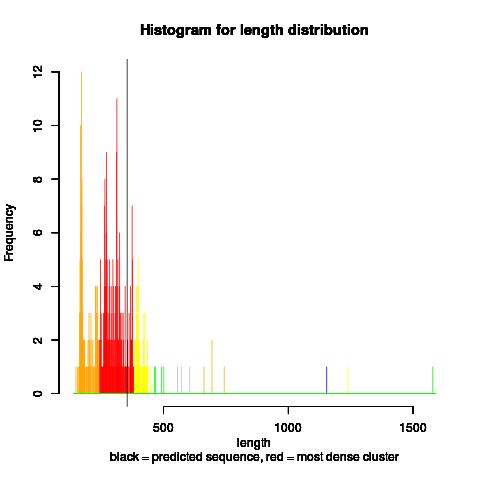 Histogram for length distribution
12
10
8
6
4
2
0
Frequency
500 1000 1500
length
black = predicted sequence, red = most dense cluster